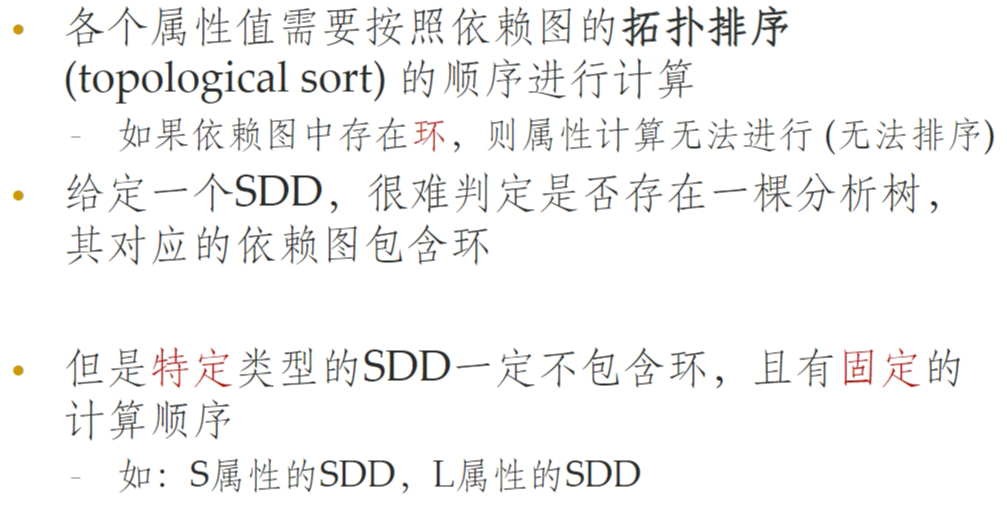 • 各个属性值需要按照依赖图的拓扑排序
(topological sort) 的顺序进行计算
- 如果依赖图中存在环，则属性计算无法进行 (无法排序)
• 给定一个SDD，很难判定是否存在一棵分析树，
其对应的依赖图包含环
• 但是特定类型的SDD一定不包含环，且有固定的
计算顺序
- 如：S属性的SDD，L属性的SDD